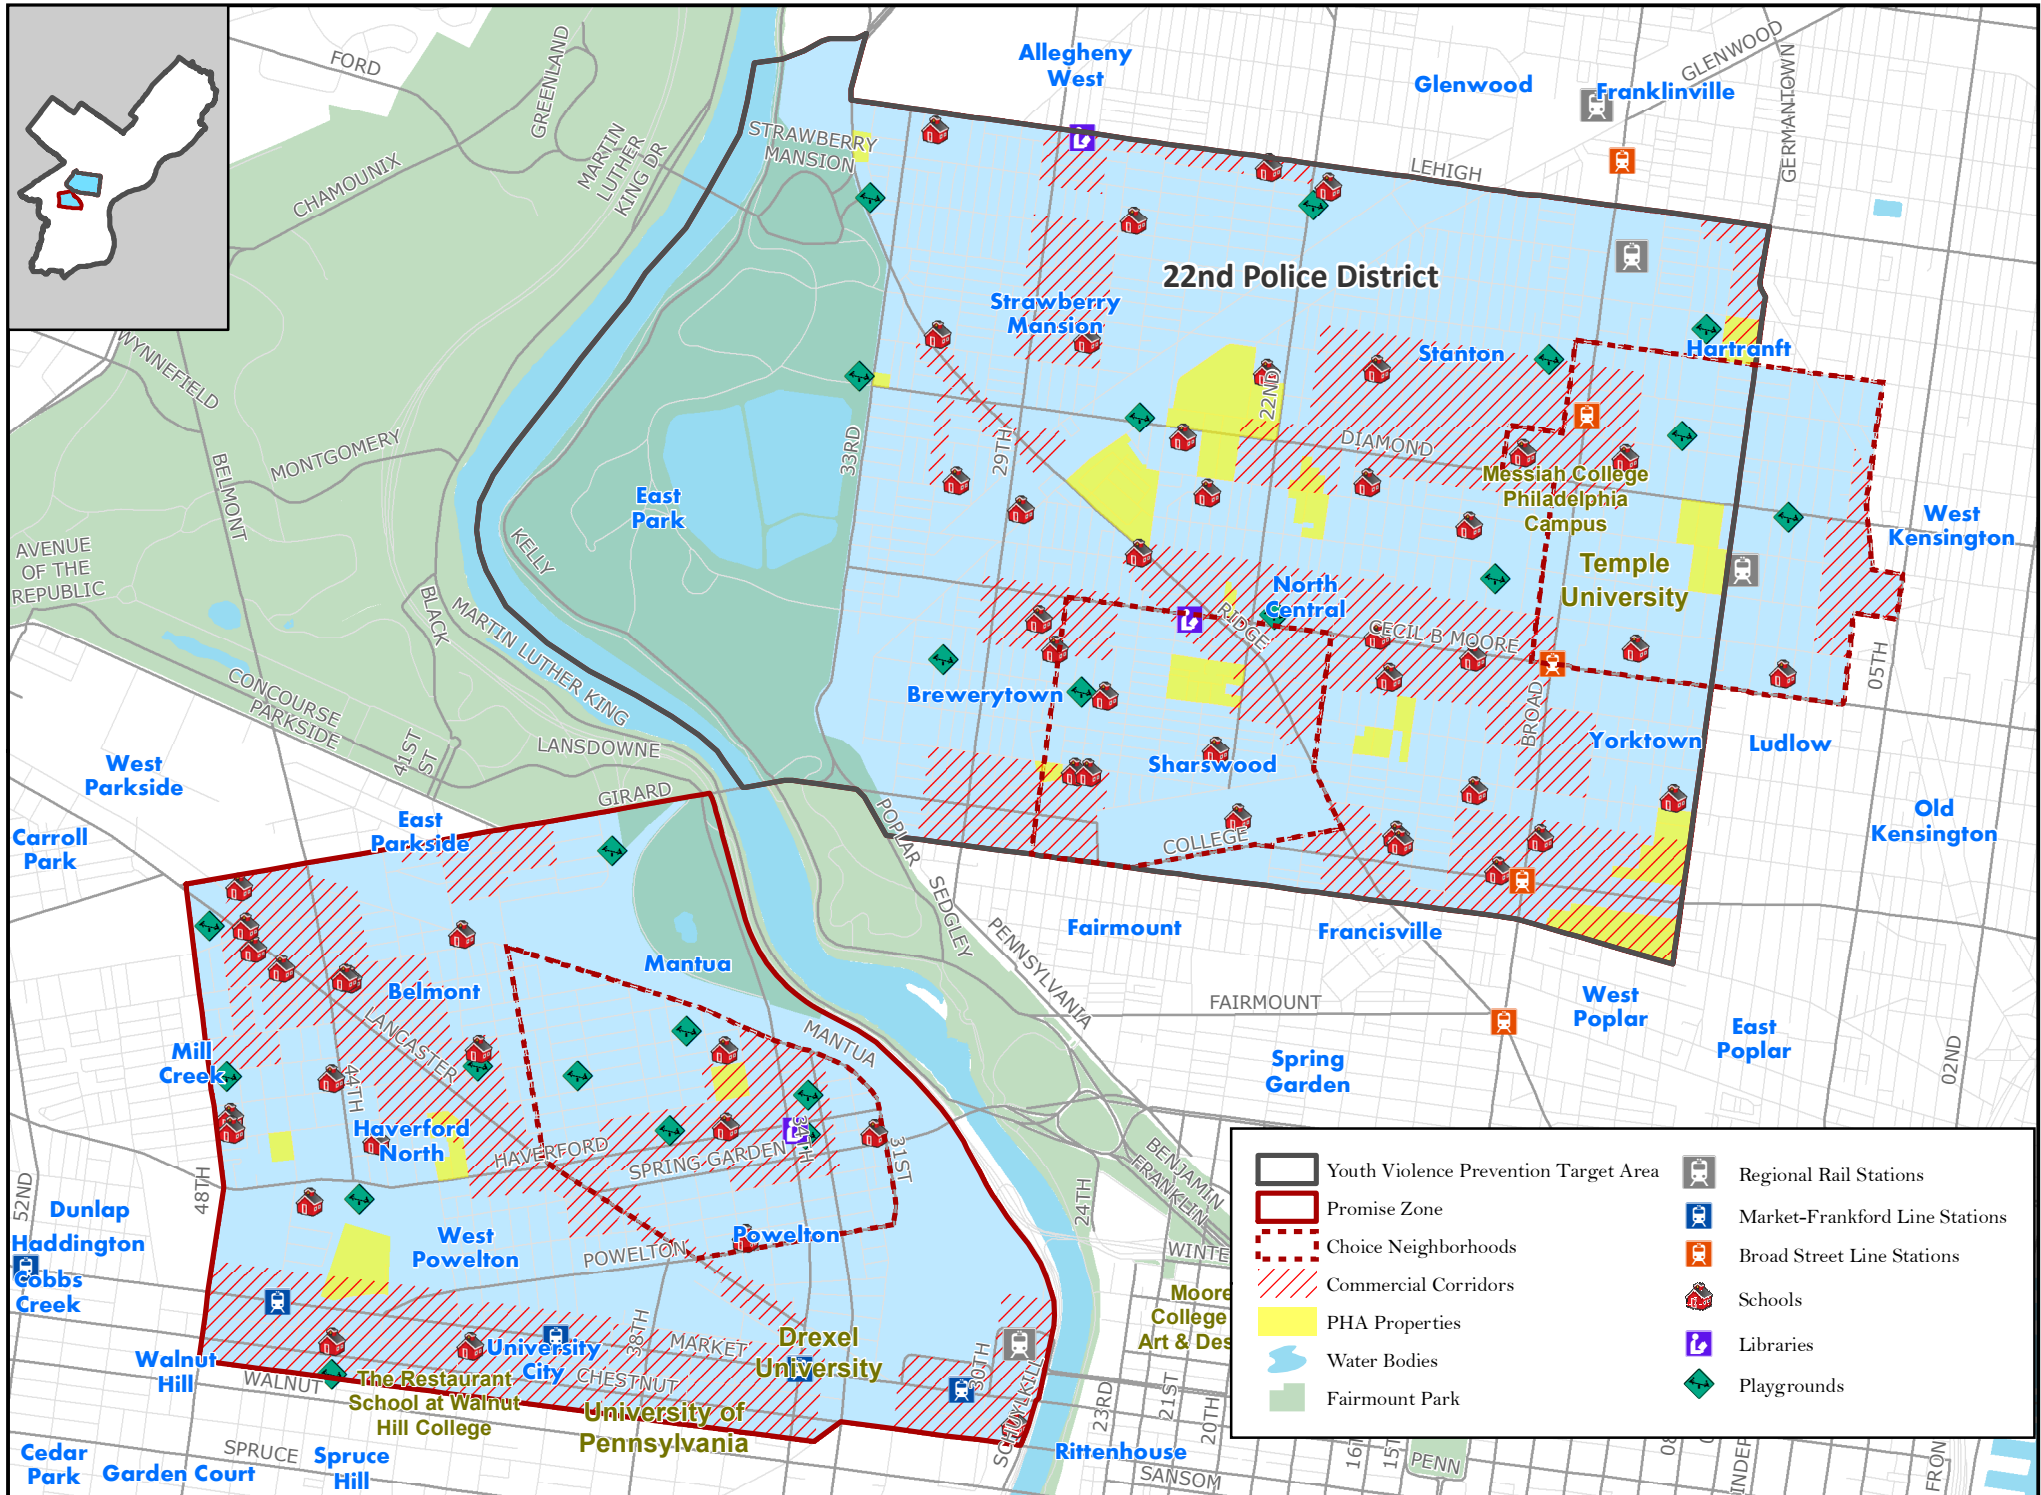 FORD
GREENLAND
MARTIN
LUTHER
KING DR
CHAMOUNIX
Allegheny
West
Glenwood
Franklinville
GLENWOOD
GERMANTOWN
STRAWBERRY
MANSION
LEHIGH
22nd Police District
Strawberry
Mansion
Stanton
Hartranft
WYNNEFIELD
MONTGOMERY
BELMONT
33RD
29TH
22ND
DIAMOND
Messiah College
Philadelphia
Campus
East
Park
KELLY
West
Kensington
Temple
University
AVENUE
OF THE
REPUBLIC
BLACK
MARTIN LUTHER KING
North
Central
RIDGE
CECIL B MOORE
CONCOURSE
PARKSIDE
41ST
ST
LANSDOWNE
Brewerytown
BROAD
05TH
Yorktown
Ludlow
West
Parkside
Sharswood
GIRARD
POPLAR
Carroll
Park
East
Parkside
COLLEGE
Old
Kensington
SEDGLEY
PENNSYLVANIA
Fairmount
Francisville
Mantua
Belmont
FAIRMOUNT
West
Poplar
East
Poplar
LANCASTER
MANTUA
Mill
Creek
44TH
Spring
Garden
02ND
Haverford
North
HAVERFORD
SPRING GARDEN
34TH
31ST
BENJAMIN
FRANKLIN
24TH
52ND
48TH
Dunlap
Haddington
Cobbs
Creek
West
Powelton
POWELTON
Powelton
WINTE
Moore
College
Art & Des
38TH
MARKET
CHESTNUT
Drexel
University
University
City
30TH
SCHUYLKILL
Walnut
Hill
WALNUT
The Restaurant
School at Walnut
Hill College
University of
Pennsylvania
23RD
21ST
20TH
Cedar
Park
Garden Court
SPRUCE
Spruce
Hill
Rittenhouse
SANSOM
PENN
FRON
Youth Violence Prevention Target Area
Promise Zone
Choice Neighborhoods
Commercial Corridors
PHA Properties
Water Bodies
Fairmount Park
Regional Rail Stations
Market-Frankford Line Stations
Broad Street Line Stations
Schools
Libraries
Playgrounds